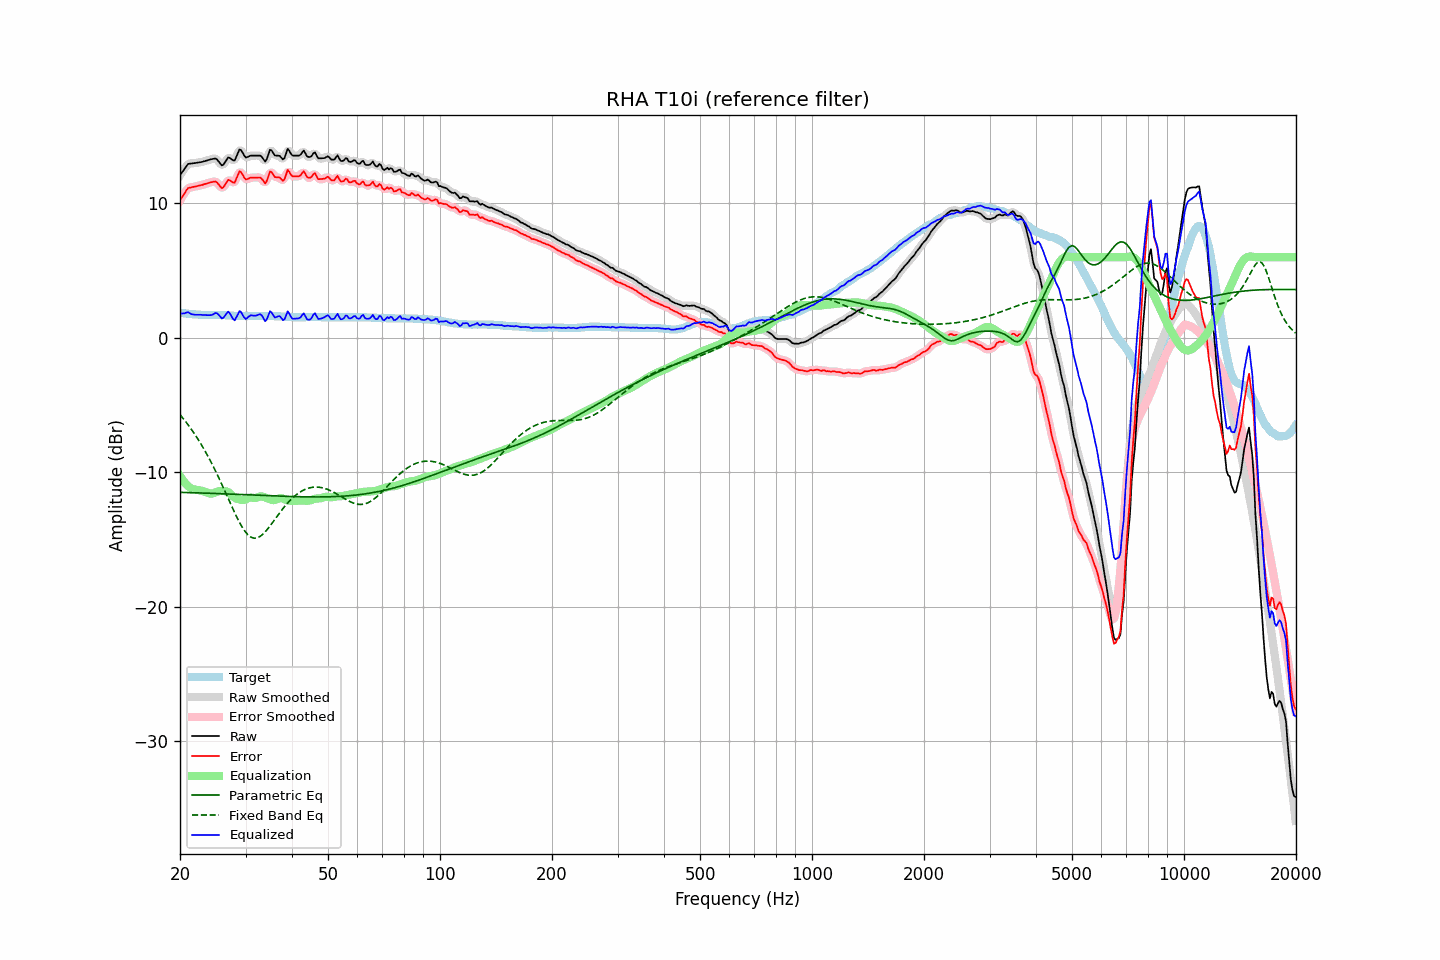 RHA T10i (reference filter)
Amplitude (dBr)
10
0
−10
−20
−30
Target
Raw Smoothed
Error Smoothed
Raw
Error
Equalization
Parametric Eq
Fixed Band Eq
Equalized
20 50 100 200 500 1000 2000 5000 10000 20000
Frequency (Hz)